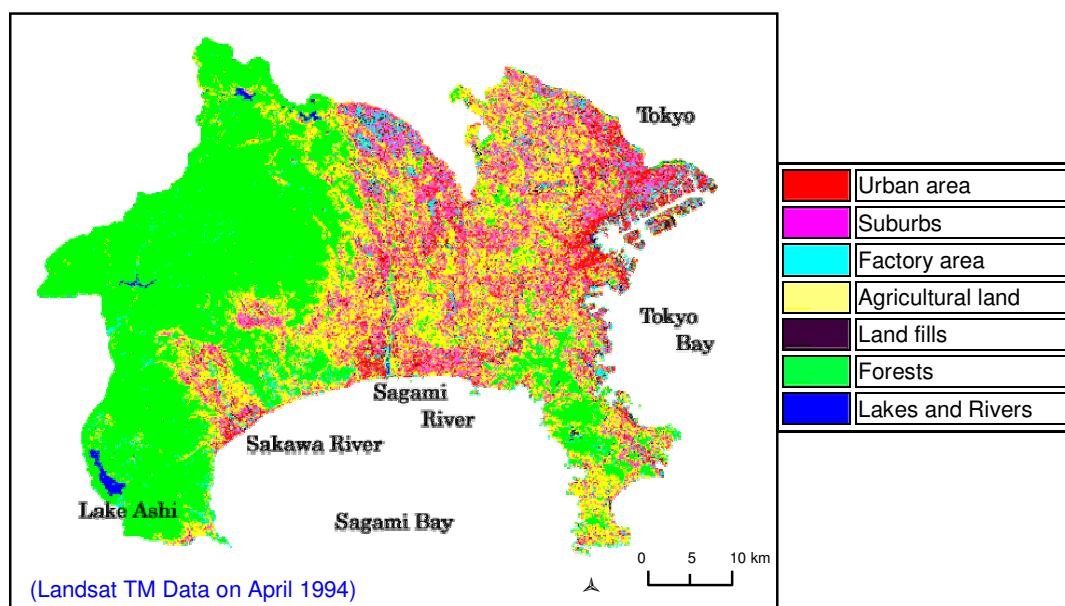 Tokyo
Tokyo
Bay
Sagami
River
Sakawa River
Lake Ashi
Sagami Bay
0 5 10 km
(Landsat TM Data on April 1994)
Urban area
Suburbs
Factory area
Agricultural land
Land fills
Forests
Lakes and Rivers